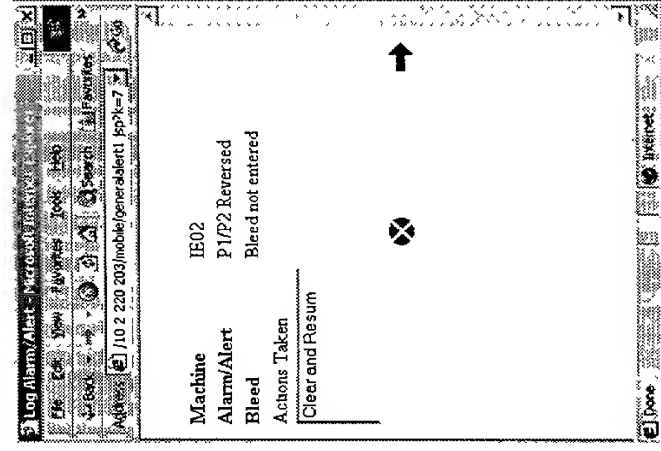 Log Alarm/Alert - Microsoft Internet Explorer
File Edit View Favorites Tools Help
Back Search Favorites
Address /10 2 220 203/mobile/generalalert1 jsp?k=7 Go
Machine IE02
Alarm/Alert P1/P2 Reversed
Bleed Bleed not entered
Actions Taken
Clear and Resum
Done Internet